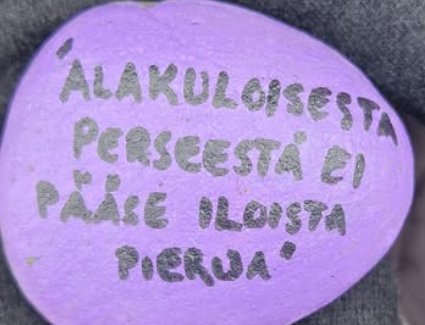 "ALAKULOISESTA
PERSEESTÄ EI
PÄÄSE ILOISTA
PIERUA"